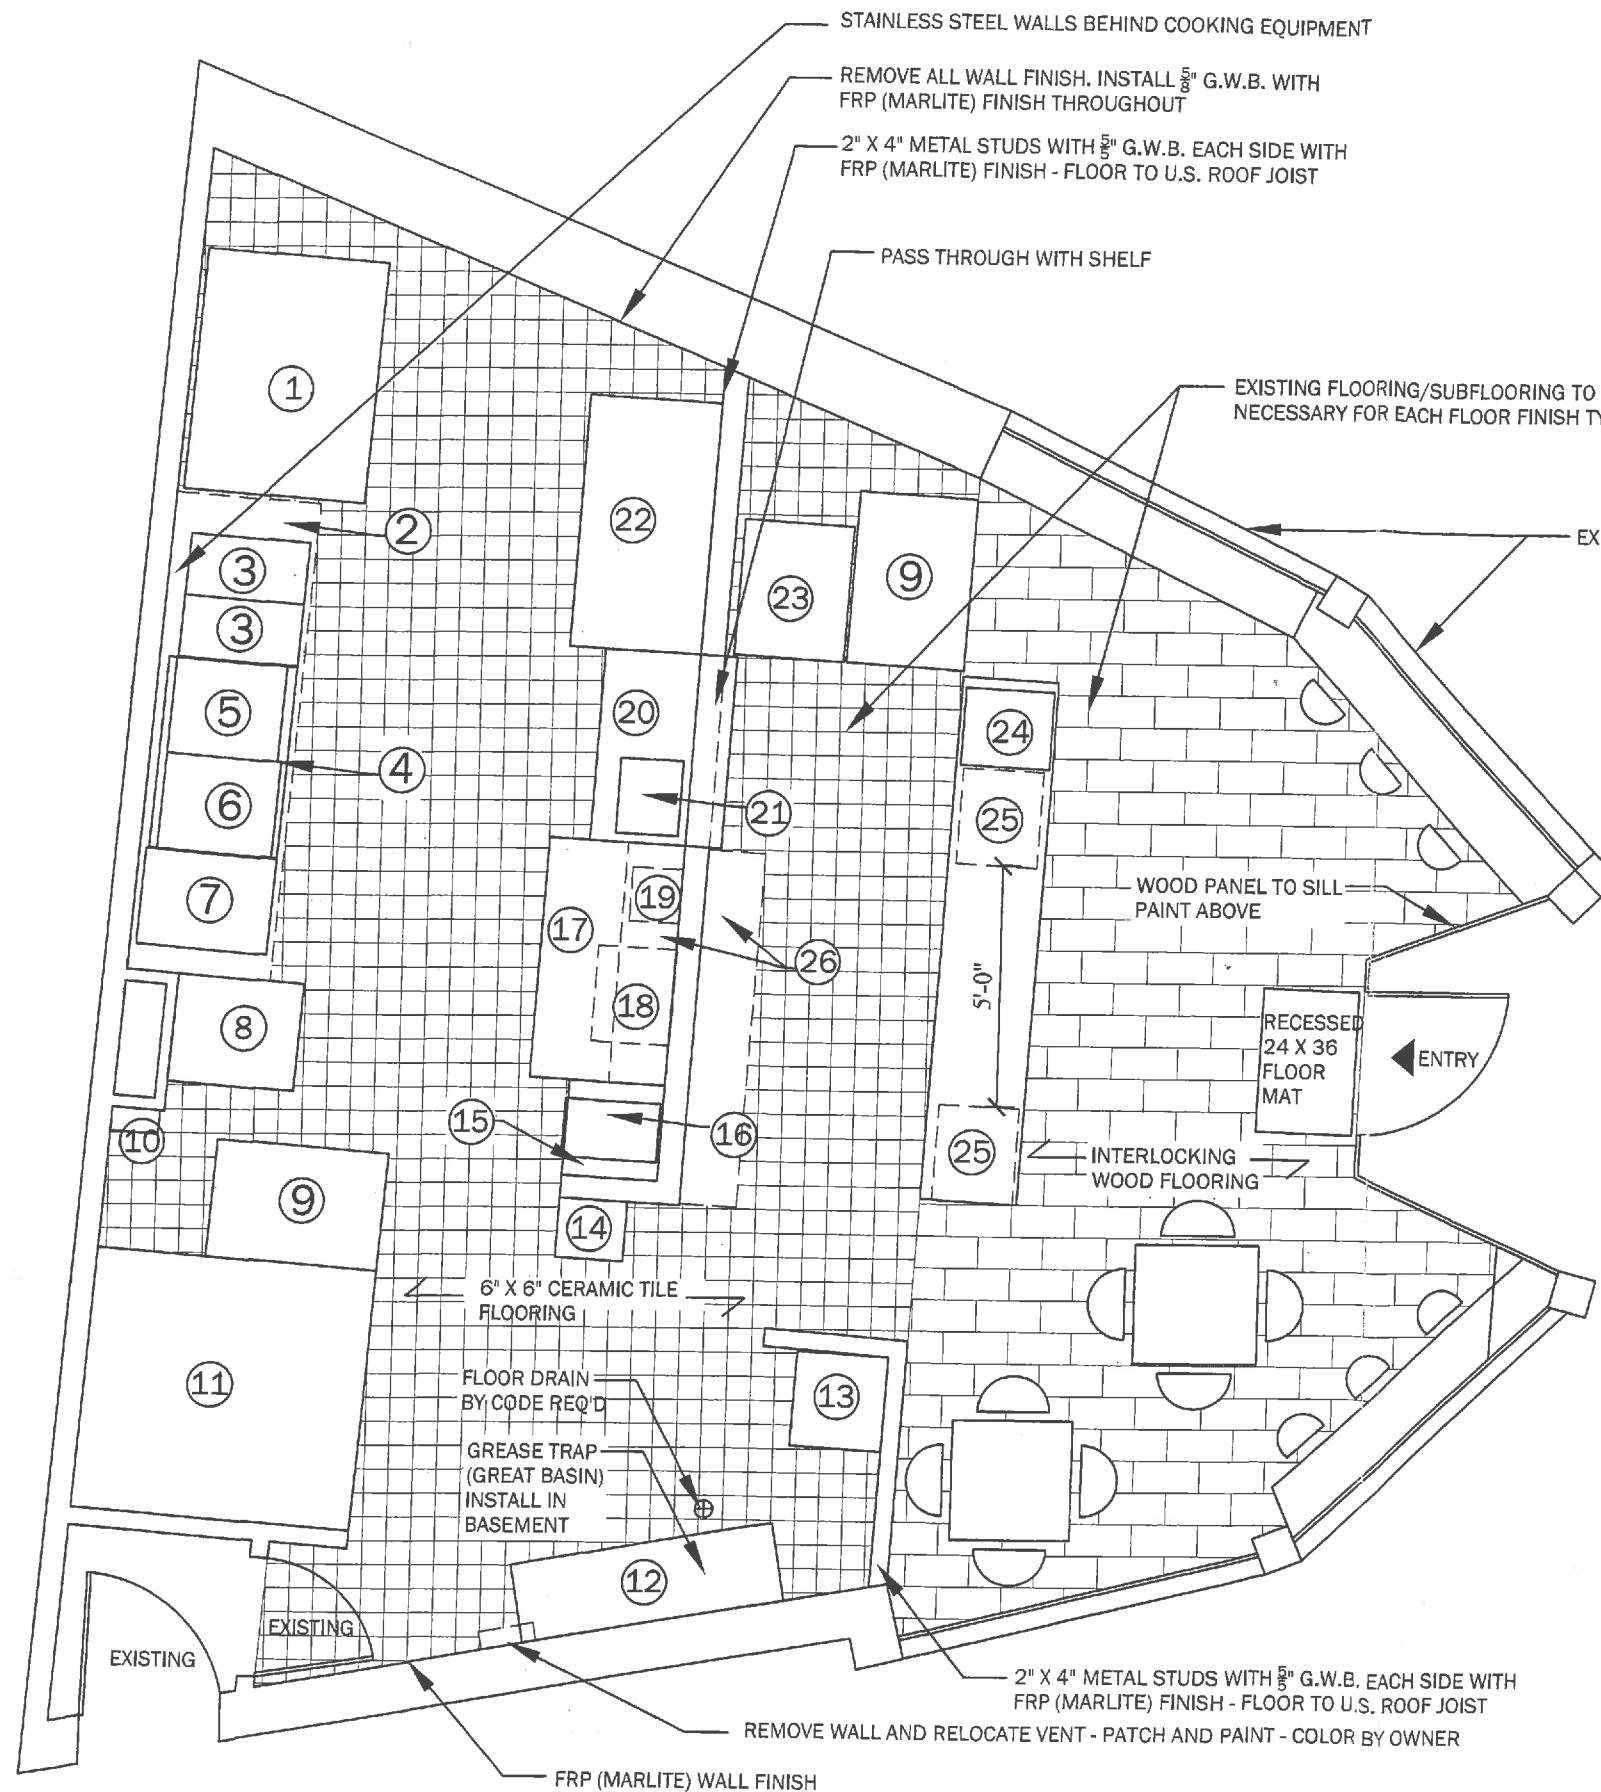 STAINLESS STEEL WALLS BEHIND COOKING EQUIPMENT
REMOVE ALL WALL FINISH. INSTALL 5/8" G.W.B. WITH
FRP (MARLITE) FINISH THROUGHOUT
2" X 4" METAL STUDS WITH 5/5" G.W.B. EACH SIDE WITH
FRP (MARLITE) FINISH - FLOOR TO U.S. ROOF JOIST
PASS THROUGH WITH SHELF
EXISTING FLOORING/SUBFLOORING TO
NECESSARY FOR EACH FLOOR FINISH TY
EX
1
2
3
3
22
23
9
5
4
6
20
24
21
25
7
19
17
26
18
WOOD PANEL TO SILL
PAINT ABOVE
5'-0"
8
RECESSED
24 X 36
FLOOR
MAT
ENTRY
10
15
16
25
INTERLOCKING
WOOD FLOORING
9
14
6" X 6" CERAMIC TILE
FLOORING
11
FLOOR DRAIN
BY CODE REQ'D
13
GREASE TRAP
(GREAT BASIN)
INSTALL IN
BASEMENT
12
EXISTING
EXISTING
2" X 4" METAL STUDS WITH 5/5" G.W.B. EACH SIDE WITH
FRP (MARLITE) FINISH - FLOOR TO U.S. ROOF JOIST
REMOVE WALL AND RELOCATE VENT - PATCH AND PAINT - COLOR BY OWNER
FRP (MARLITE) WALL FINISH